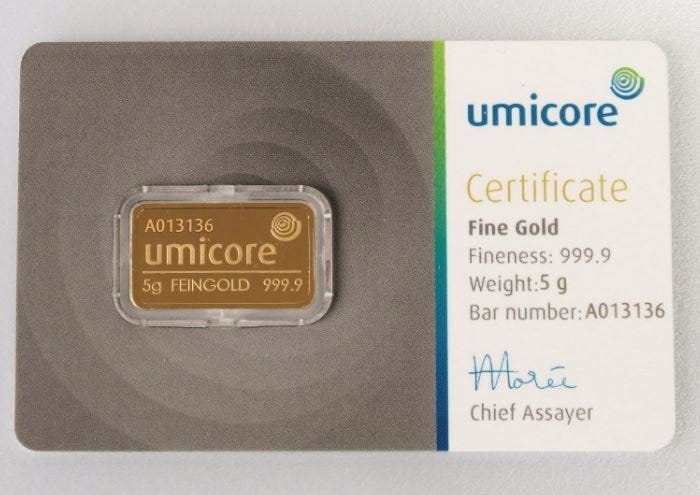 A013136
umicore
5g FEINGOLD 999.9
umicore
Certificate
Fine Gold
Fineness: 999.9
Weight:5 g
Bar number:A013136
Morée
Chief Assayer